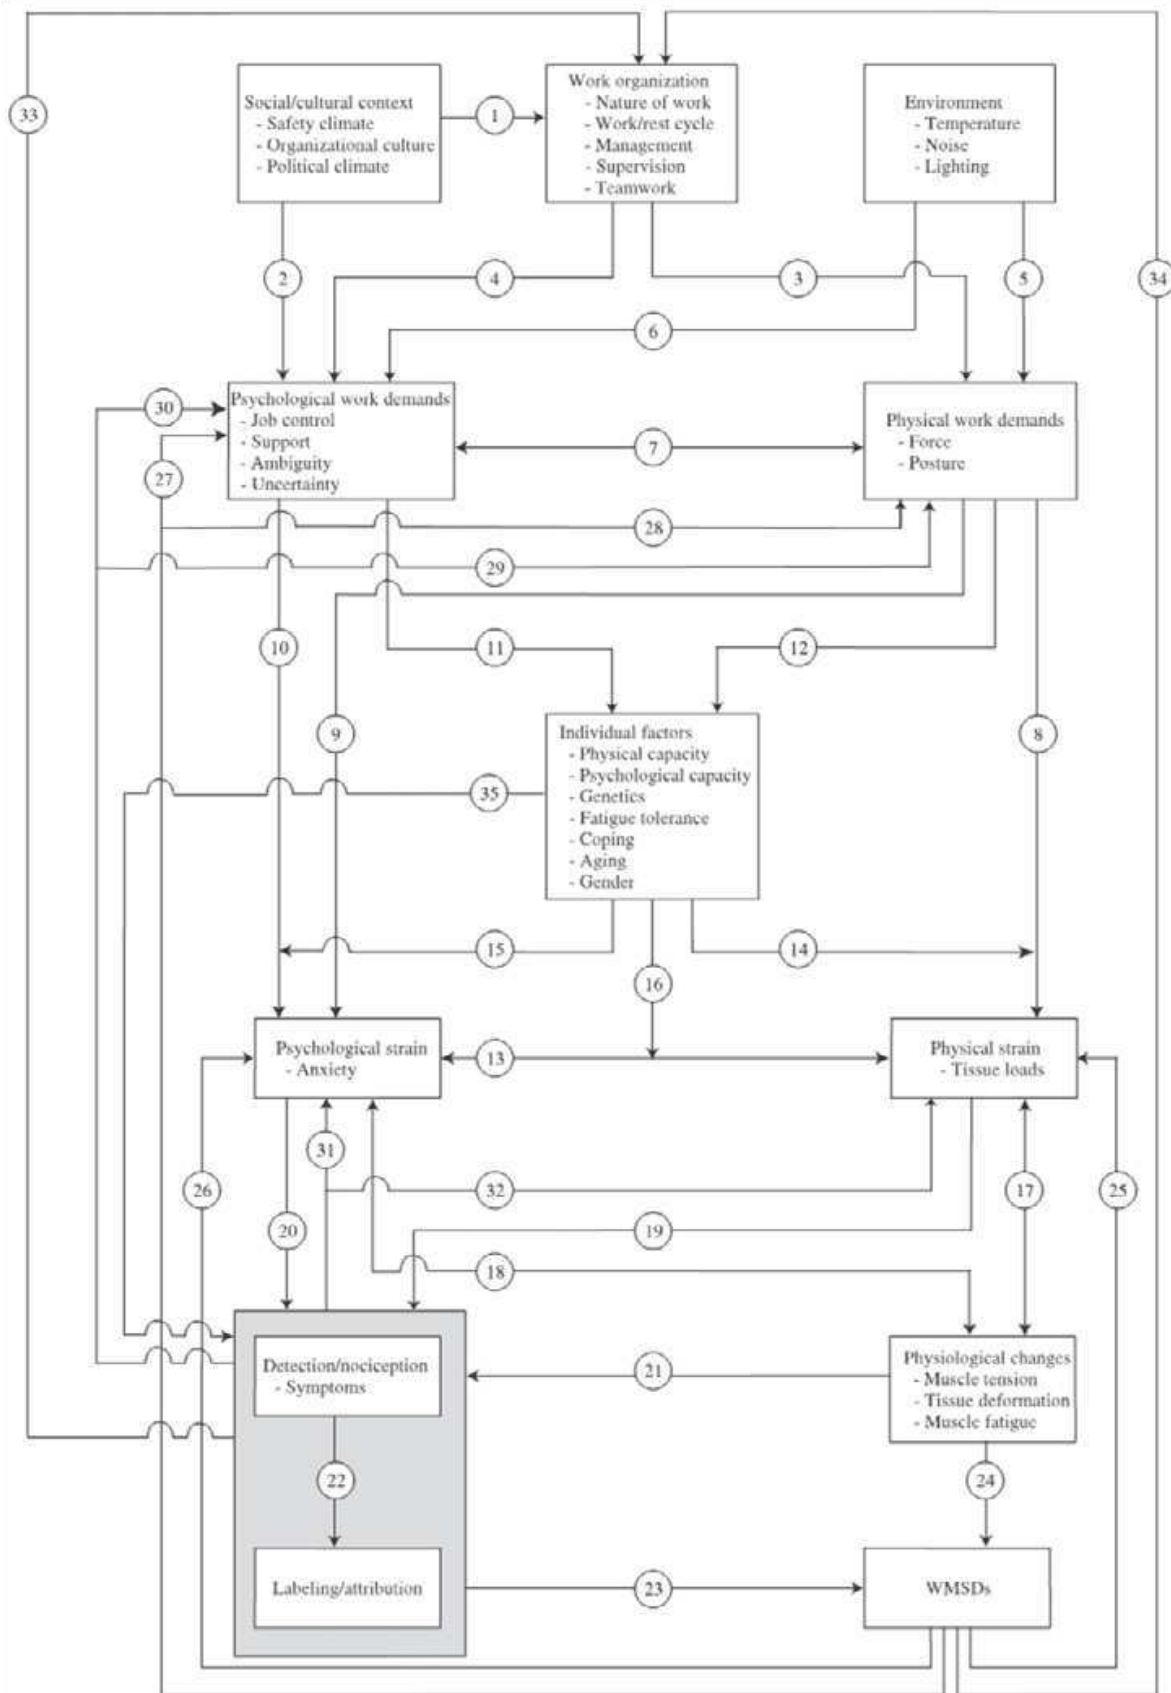 33
34
Social/cultural context
- Safety climate
- Organizational culture
- Political climate
1
Work organization
- Nature of work
- Work/rest cycle
- Management
- Supervision
- Teamwork
Environment
- Temperature
- Noise
- Lighting
2
4
3
5
6
30
27
Psychological work demands
- Job control
- Support
- Ambiguity
- Uncertainty
7
Physical work demands
- Force
- Posture
28
29
10
11
12
9
8
Individual factors
- Physical capacity
- Psychological capacity
- Genetics
- Fatigue tolerance
- Coping
- Aging
- Gender
35
15
14
16
Psychological strain
- Anxiety
13
Physical strain
- Tissue loads
31
26
32
17
25
20
19
18
Detection/nociception
- Symptoms
21
Physiological changes
- Muscle tension
- Tissue deformation
- Muscle fatigue
22
24
Labeling/attribution
23
WMSDs